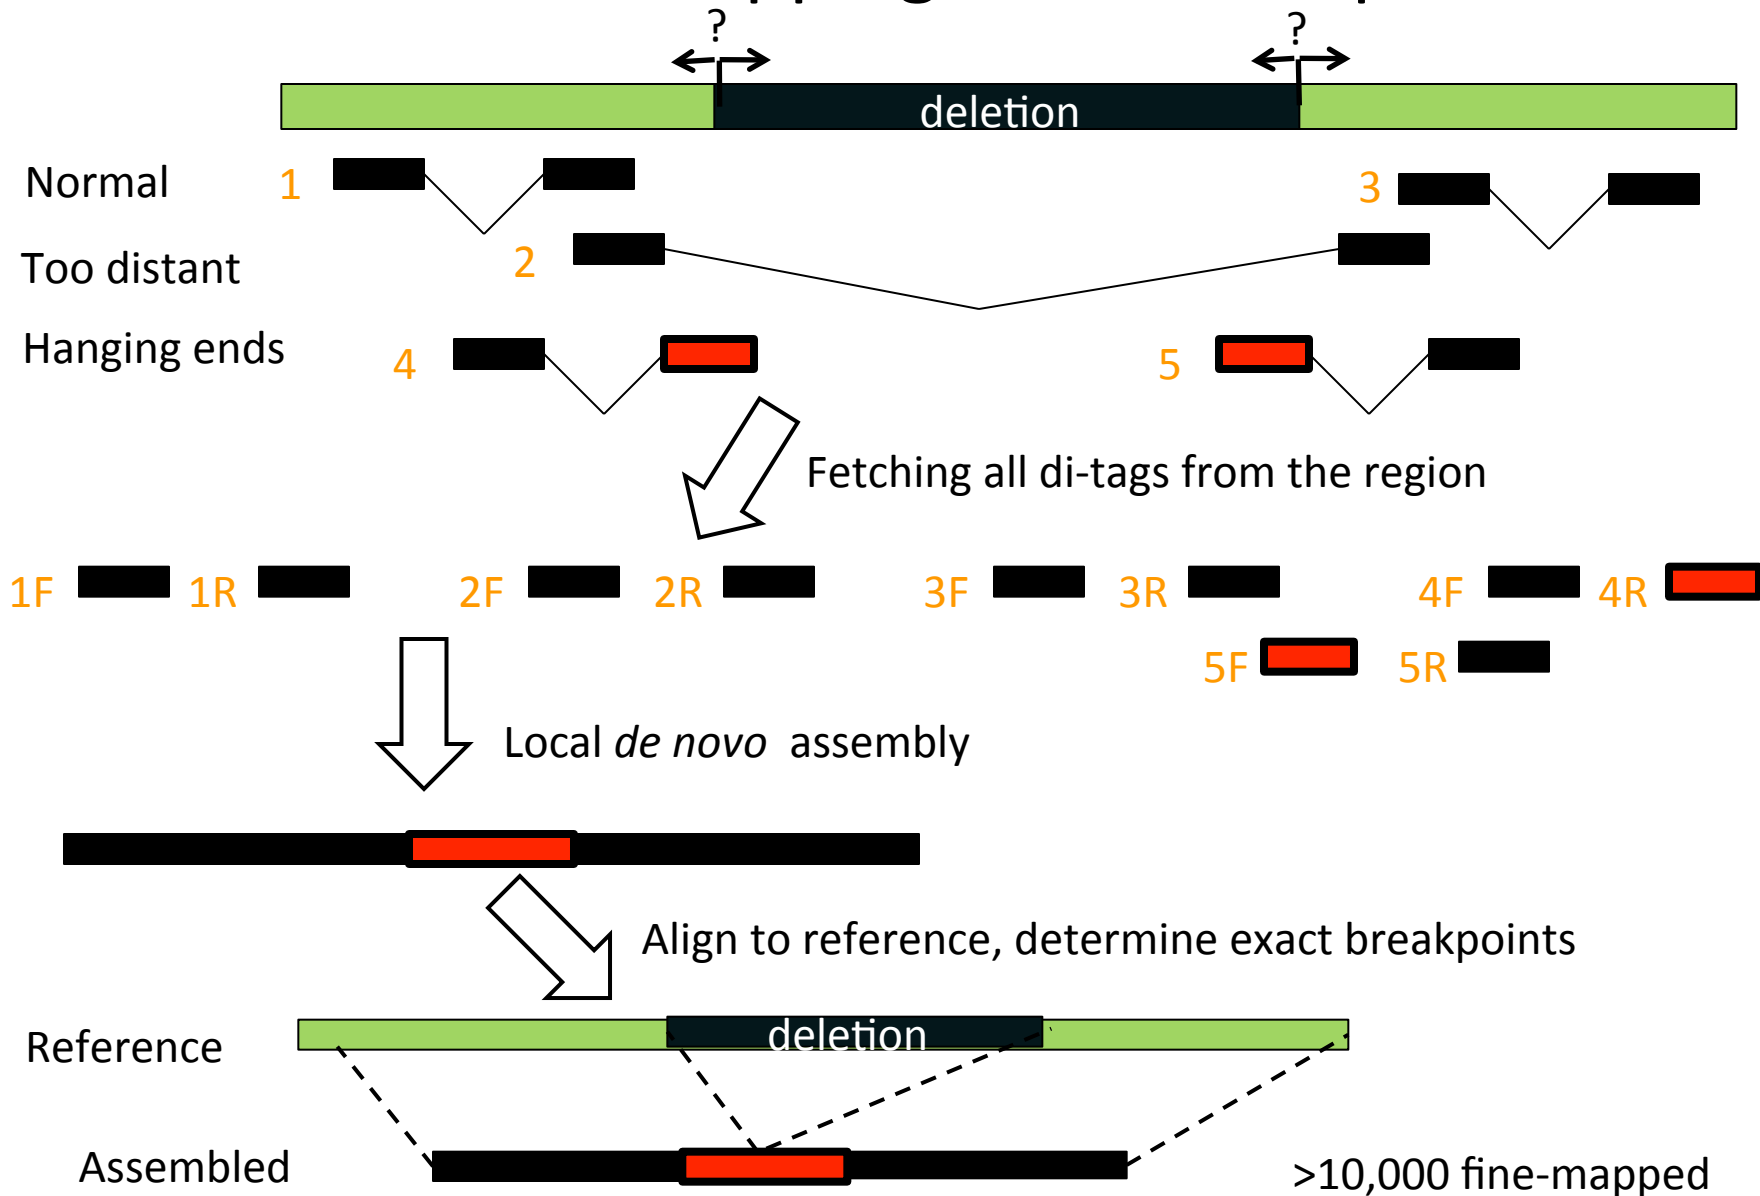 ? ?
deletion
Normal 1 3
Too distant 2
Hanging ends 4 5
Fetching all di-tags from the region
1F 1R 2F 2R 3F 3R 4F 4R
5F 5R
Local de novo assembly
Align to reference, determine exact breakpoints
Reference deletion
Assembled >10,000 fine-mapped